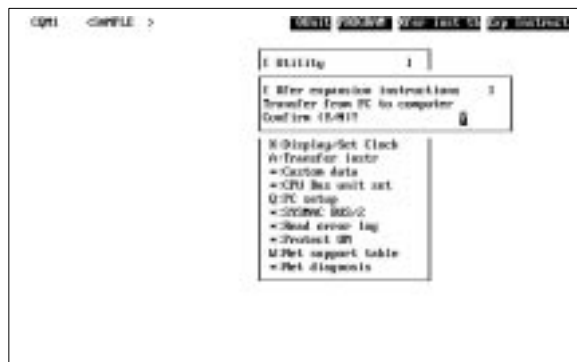 CQM1 <SAMPLE >
[ Utility ]
[ Xfer expansion instructions ]
Transfer from PC to computer
Confirm (Y/N)?
K:Display/Set Clock
A:Transfer instr
=:Custom data
=:CPU Bus unit set
Q:PC setup
=:SYSMAC BUS/2
=:Read error log
=:Protect UM
W:Net support table
=:Net diagnosis